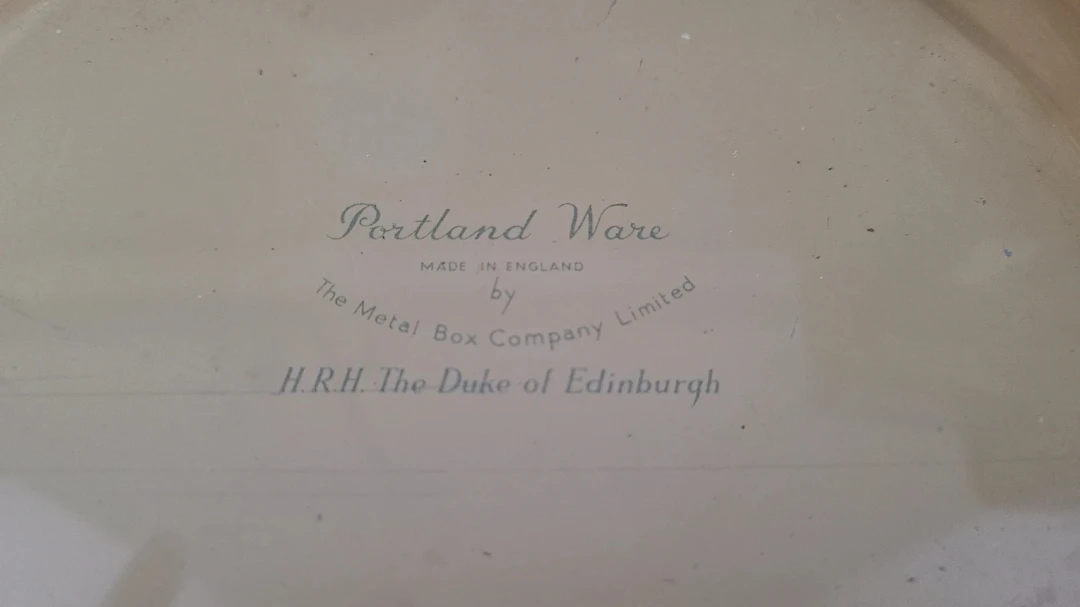 Portland Ware
MADE IN ENGLAND
by
The Metal Box Company Limited
H.R.H. The Duke of Edinburgh